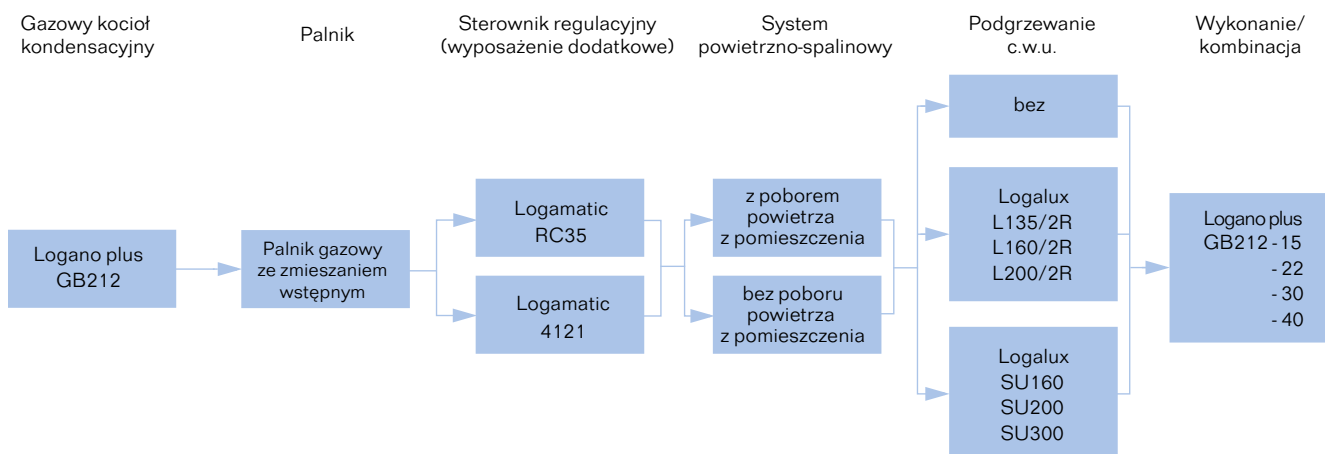 Gazowy kocioł
kondensacyjny
Palnik
Sterownik regulacyjny
(wyposażenie dodatkowe)
System
powietrzno-spalinowy
Podgrzewanie
c.w.u.
Wykonanie/
kombinacja
Logano plus
GB212
Palnik gazowy
ze zmieszaniem
wstępnym
Logamatic
RC35
Logamatic
4121
z poborem
powietrza
z pomieszczenia
bez poboru
powietrza
z pomieszczenia
bez
Logalux
L135/2R
L160/2R
L200/2R
Logalux
SU160
SU200
SU300
Logano plus
GB212 - 15
- 22
- 30
- 40